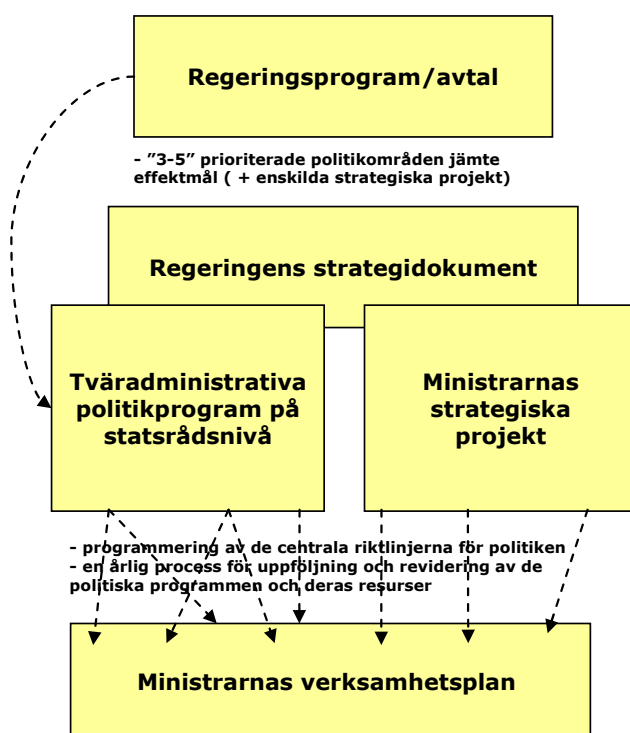 Regeringsprogram/avtal
- ”3-5” prioriterade politikområden jämte
effektmål ( + enskilda strategiska projekt)
Regeringens strategidokument
Tväradministrativa
politikprogram på
statsrådsnivå
Ministrarnas
strategiska
projekt
- programmering av de centrala riktlinjerna för politiken
- en årlig process för uppföljning och revidering av de
politiska programmen och deras resurser
Ministrarnas verksamhetsplan